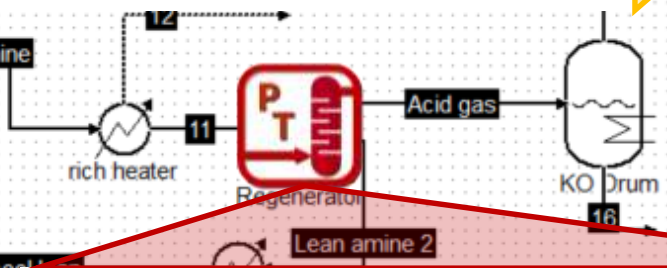 12
ine
P
T
Acid gas
11
rich heater
Regenerator
KO Drum
16
Lean amine 2